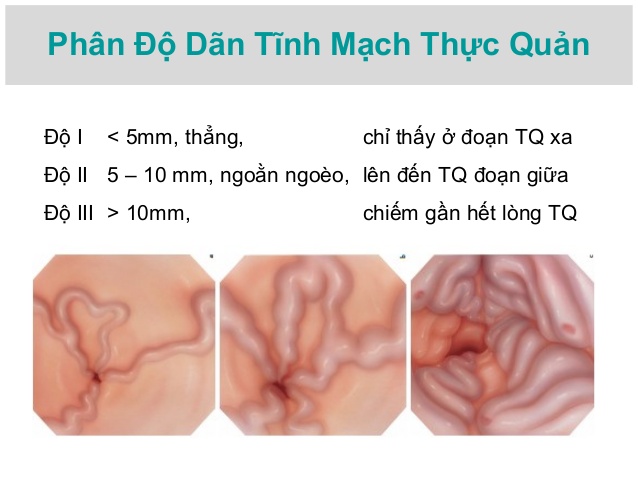 Phân Độ Dãn Tĩnh Mạch Thực Quản
Độ I < 5mm, thẳng, chỉ thấy ở đoạn TQ xa
Độ II 5 – 10 mm, ngoằn ngoèo, lên đến TQ đoạn giữa
Độ III > 10mm, chiếm gần hết lòng TQ